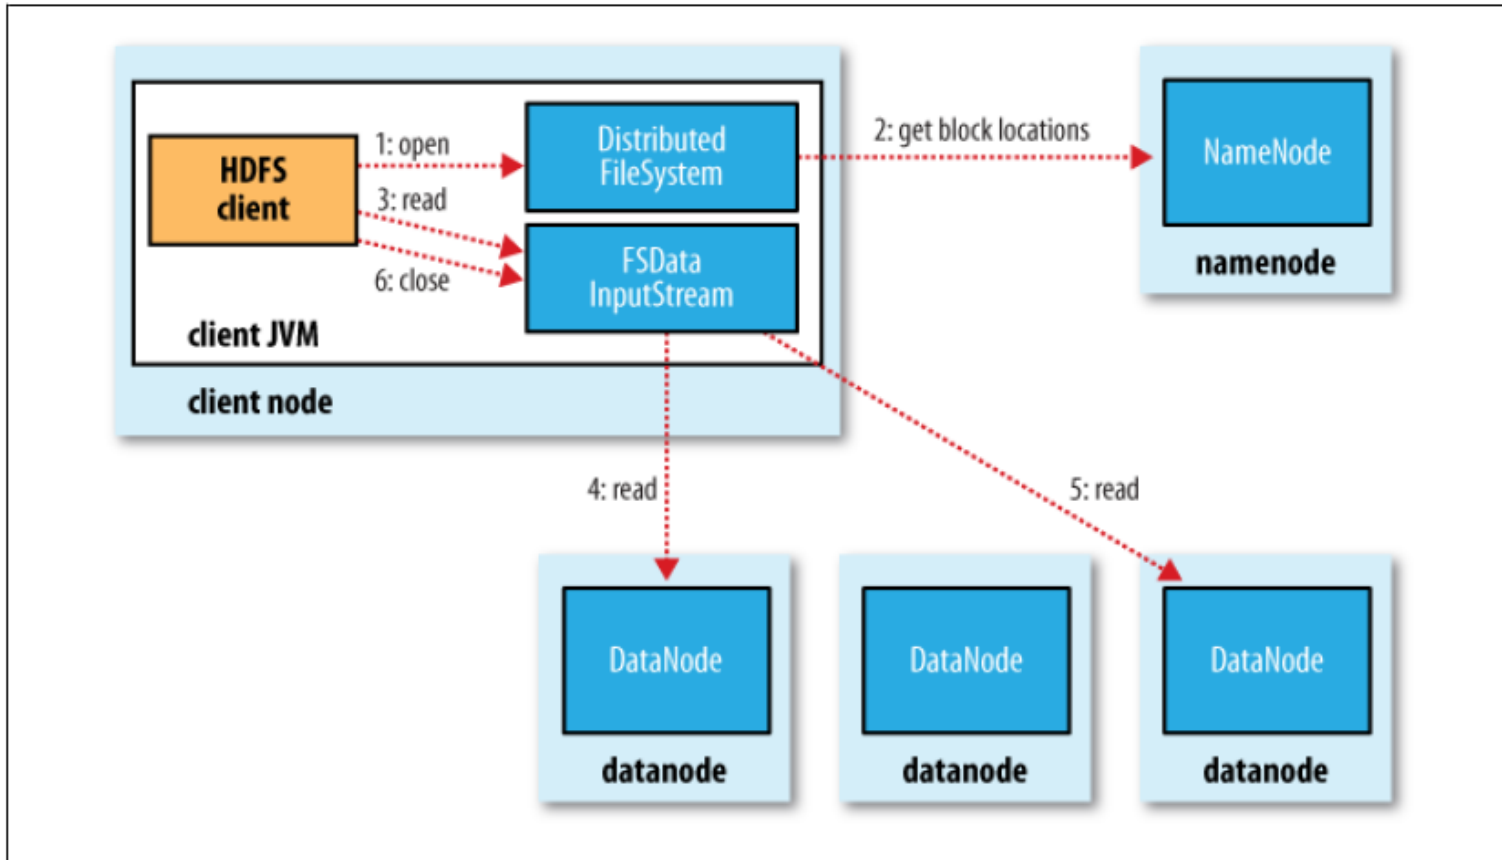 HDFS
client
1: open
3: read
6: close
Distributed
FileSystem
FSData
InputStream
client JVM
client node
2: get block locations
NameNode
namenode
4: read
5: read
DataNode
datanode
DataNode
datanode
DataNode
datanode